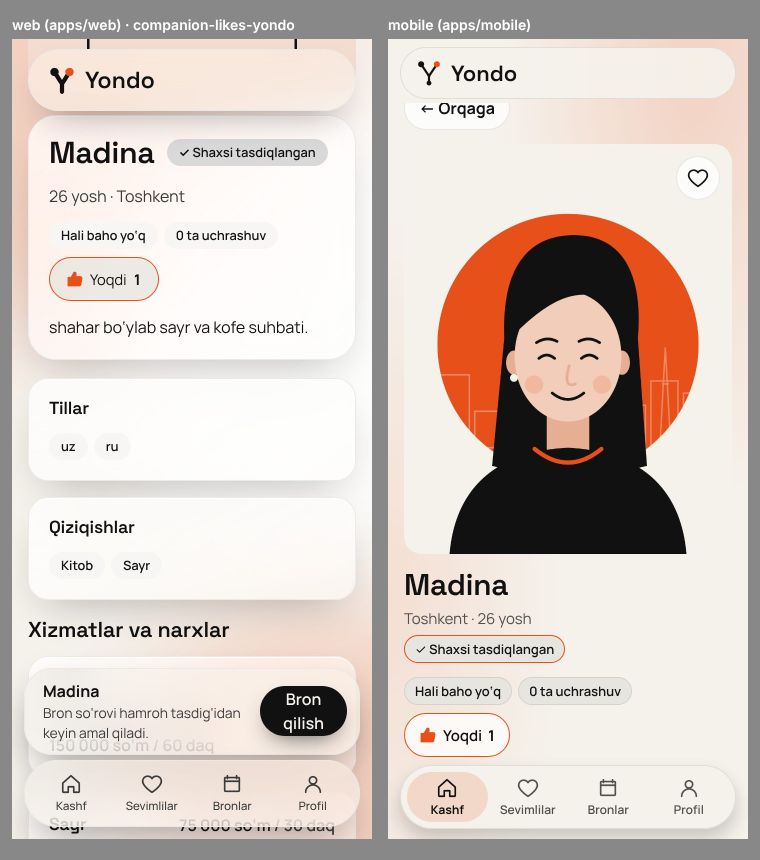 web (apps/web) · companion-likes-yondo
Yondo
Madina
✓ Shaxsi tasdiqlangan
26 yosh · Toshkent
Hali baho yo‘q
0 ta uchrashuv
Yoqdi 1
shahar bo‘ylab sayr va kofe suhbati.
Tillar
uz
ru
Qiziqishlar
Kitob
Sayr
Xizmatlar va narxlar
Madina
Bron so‘rovi hamroh tasdig‘idan
keyin amal qiladi.
Bron
qilish
150 000 so‘m / 60 daq
Kashf
Sevimlilar
Bronlar
Profil
Sayr
75 000 so‘m / 30 daq
mobile (apps/mobile)
Yondo
← Orqaga
Madina
Toshkent · 26 yosh
✓ Shaxsi tasdiqlangan
Hali baho yo‘q
0 ta uchrashuv
Yoqdi 1
Kashf
Sevimlilar
Bronlar
Profil